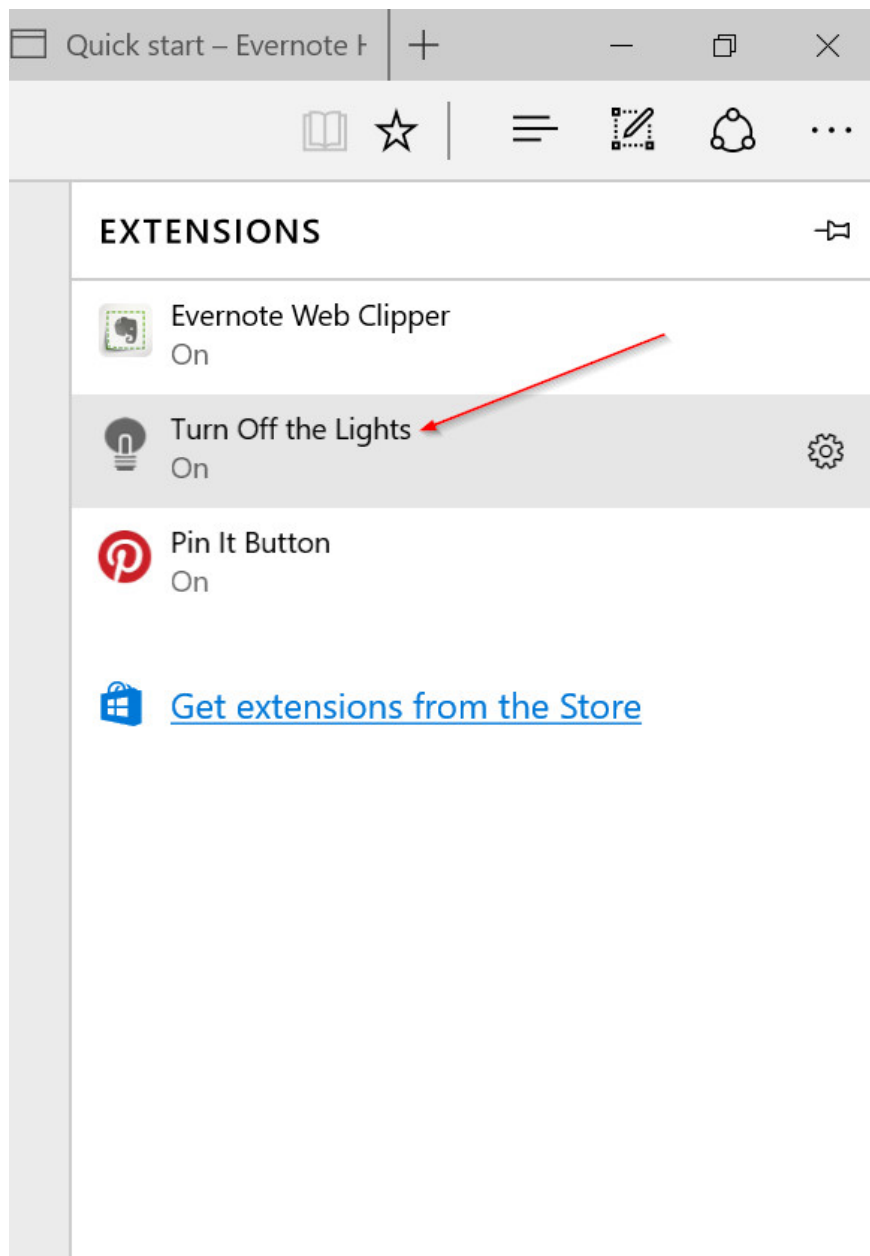 Quick start – Evernote H
EXTENSIONS
Evernote Web Clipper
On
Turn Off the Lights
On
Pin It Button
On
Get extensions from the Store